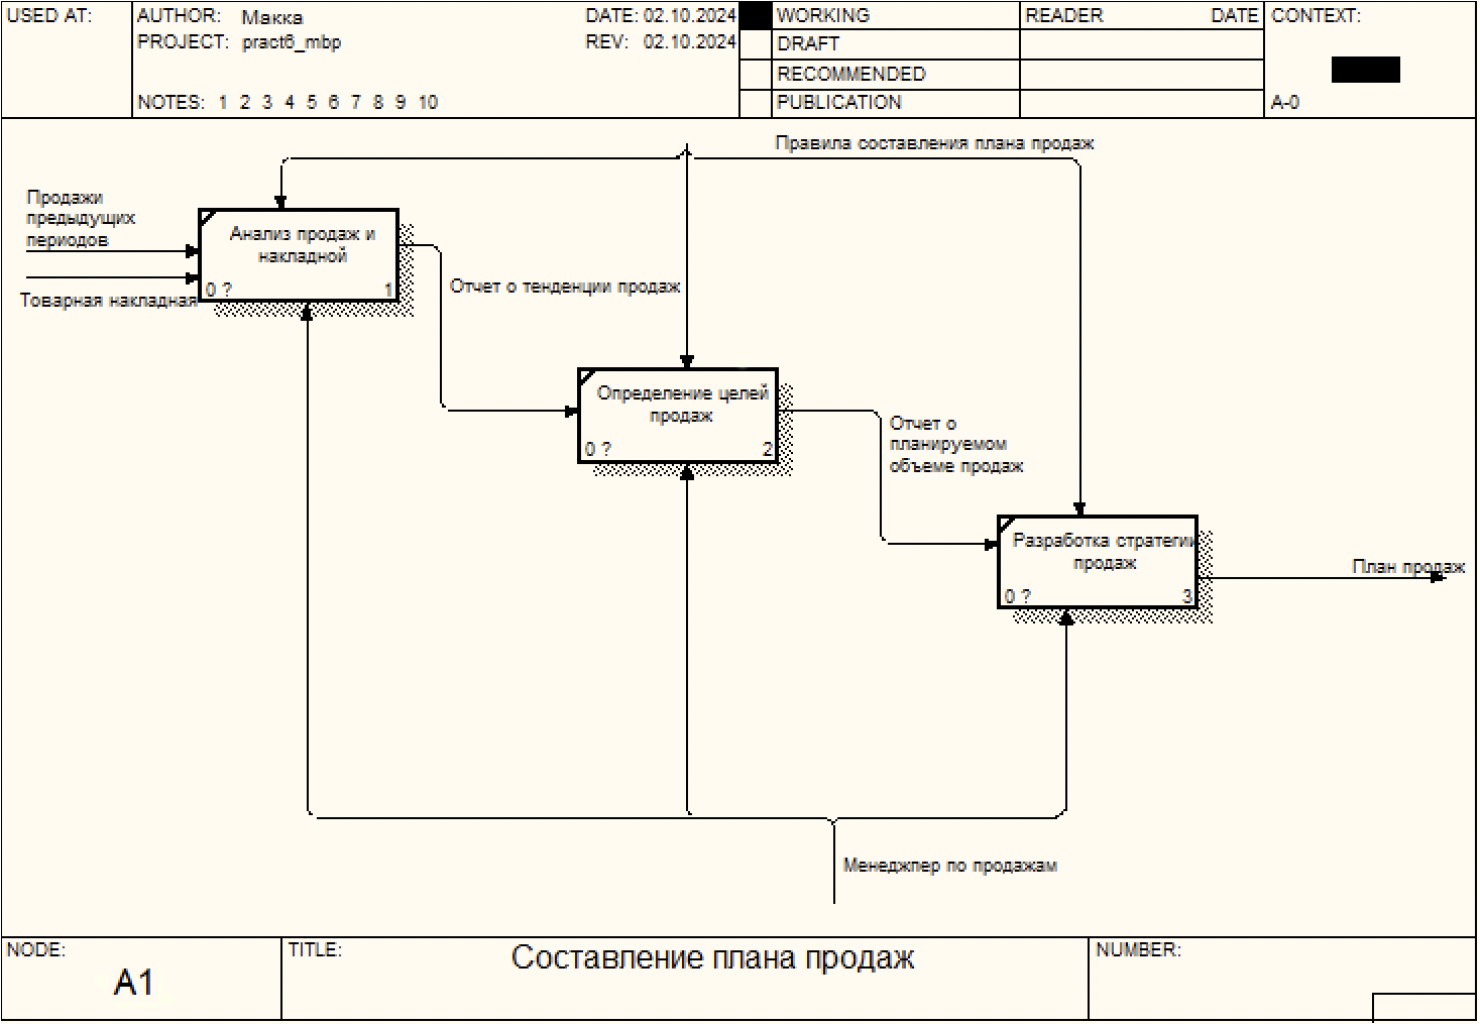 USED AT:
AUTHOR: Макка
DATE: 02.10.2024
WORKING
READER DATE
CONTEXT:
PROJECT: pract6_mbp
REV: 02.10.2024
DRAFT
RECOMMENDED
NOTES: 1 2 3 4 5 6 7 8 9 10
PUBLICATION
A-0
Правила составления плана продаж
Продажи
предыдущих
периодов
Товарная накладная
Анализ продаж и
накладной
0 ? 1
Отчет о тенденции продаж
Определение целей
продаж
0 ? 2
Отчет о
планируемом
объеме продаж
Разработка стратегии
продаж
0 ? 3
План продаж
Менеджпер по продажам
NODE:
A1
TITLE:
Составление плана продаж
NUMBER: